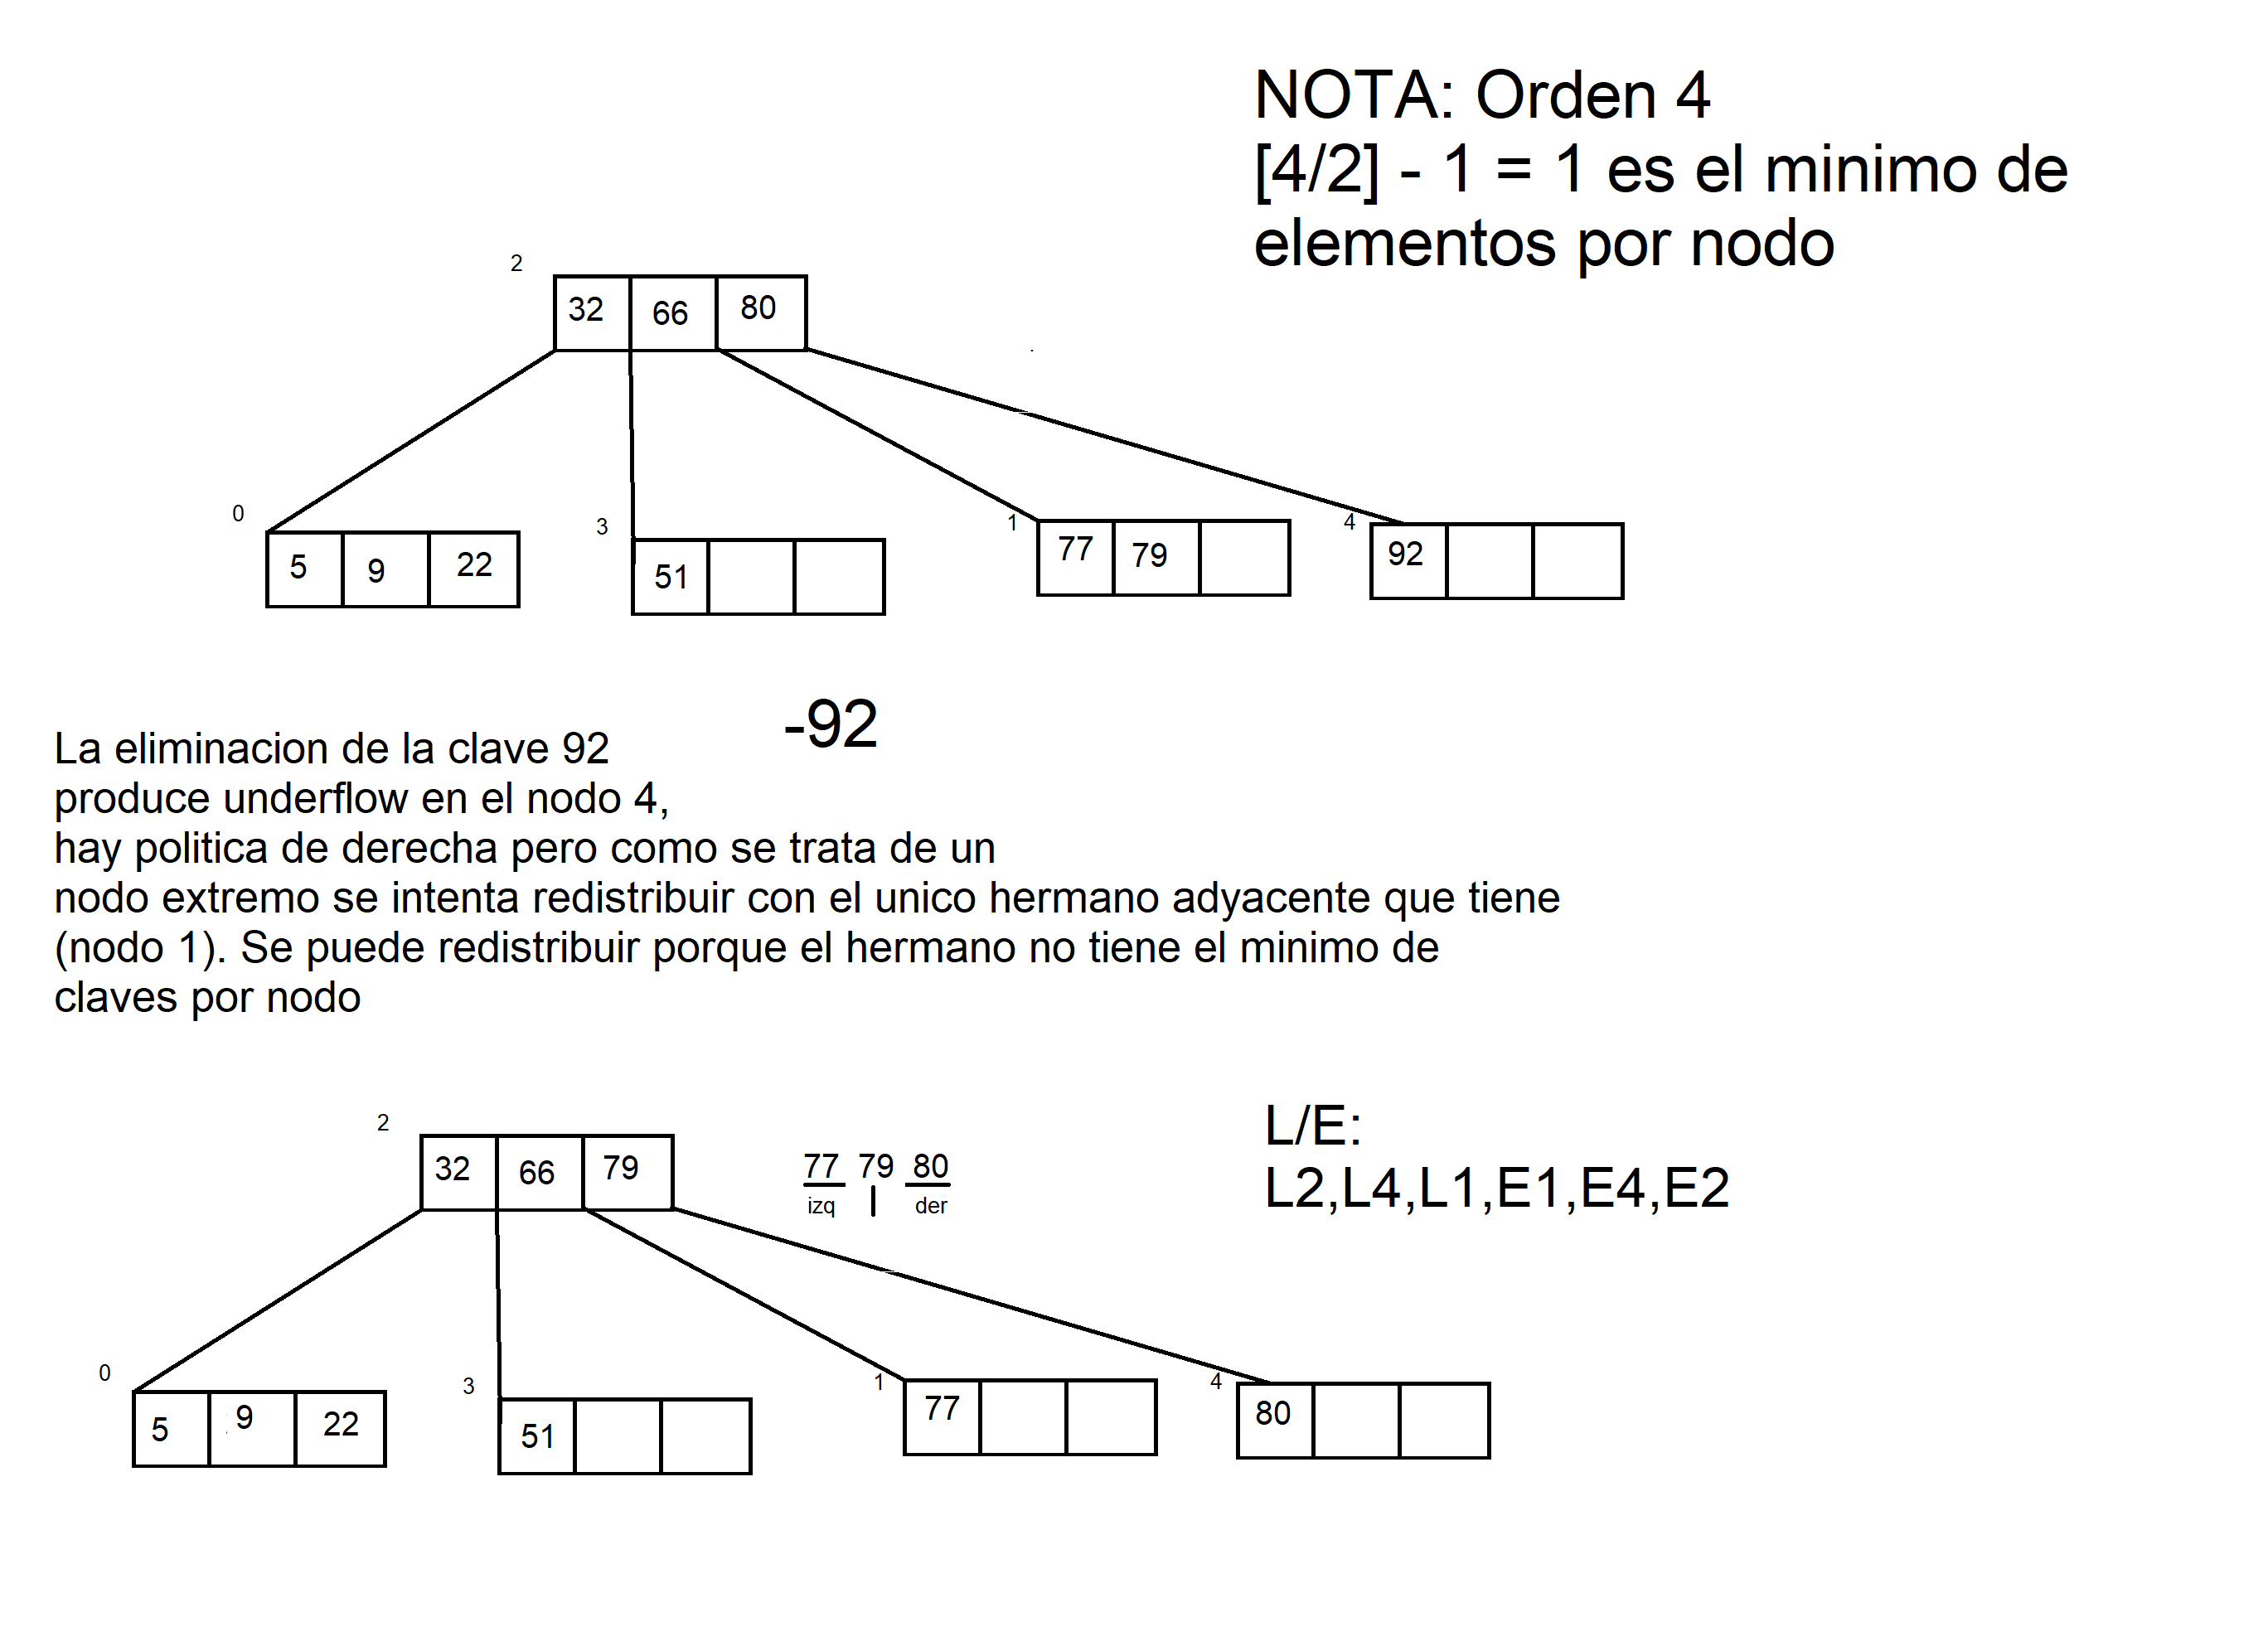 NOTA: Orden 4
[4/2] - 1 = 1 es el minimo de
elementos por nodo
2
32 66 80
0
5 9 22
3
51
1
77 79
4
92
-92
La eliminacion de la clave 92
produce underflow en el nodo 4,
hay politica de derecha pero como se trata de un
nodo extremo se intenta redistribuir con el unico hermano adyacente que tiene
(nodo 1). Se puede redistribuir porque el hermano no tiene el minimo de
claves por nodo
2
32 66 79
77 79 80
izq der
L/E:
L2,L4,L1,E1,E4,E2
0
5 9 22
3
51
1
77
4
80